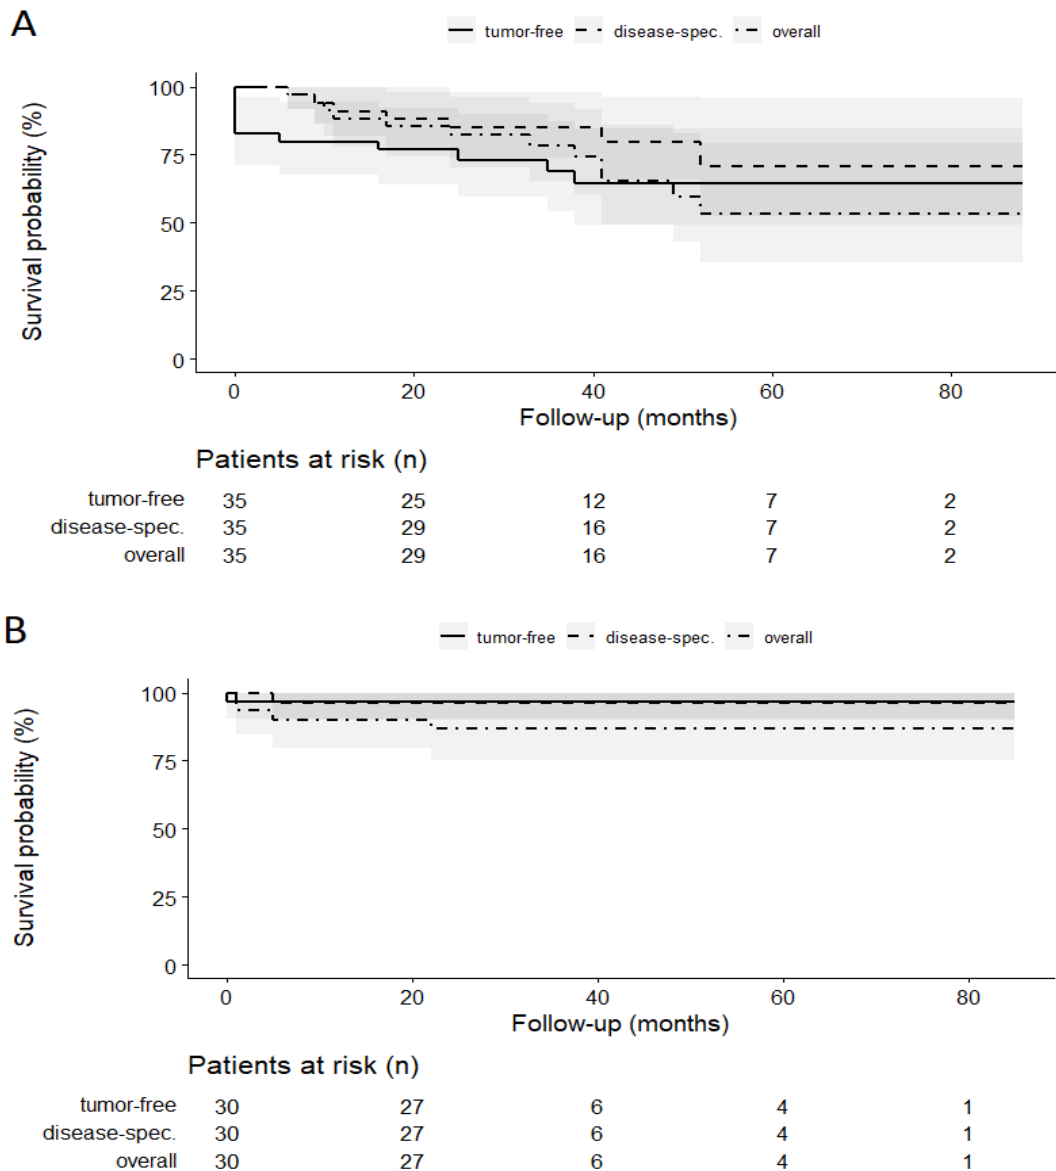 A
tumor-free disease-spec. overall
Survival probability (%)
100
75
50
25
0
0 20 40 60 80
Follow-up (months)
Patients at risk (n)
tumor-free 35 25 12 7 2
disease-spec. 35 29 16 7 2
overall 35 29 16 7 2
B
tumor-free disease-spec. overall
Survival probability (%)
100
75
50
25
0
0 20 40 60 80
Follow-up (months)
Patients at risk (n)
tumor-free 30 27 6 4 1
disease-spec. 30 27 6 4 1
overall 30 27 6 4 1